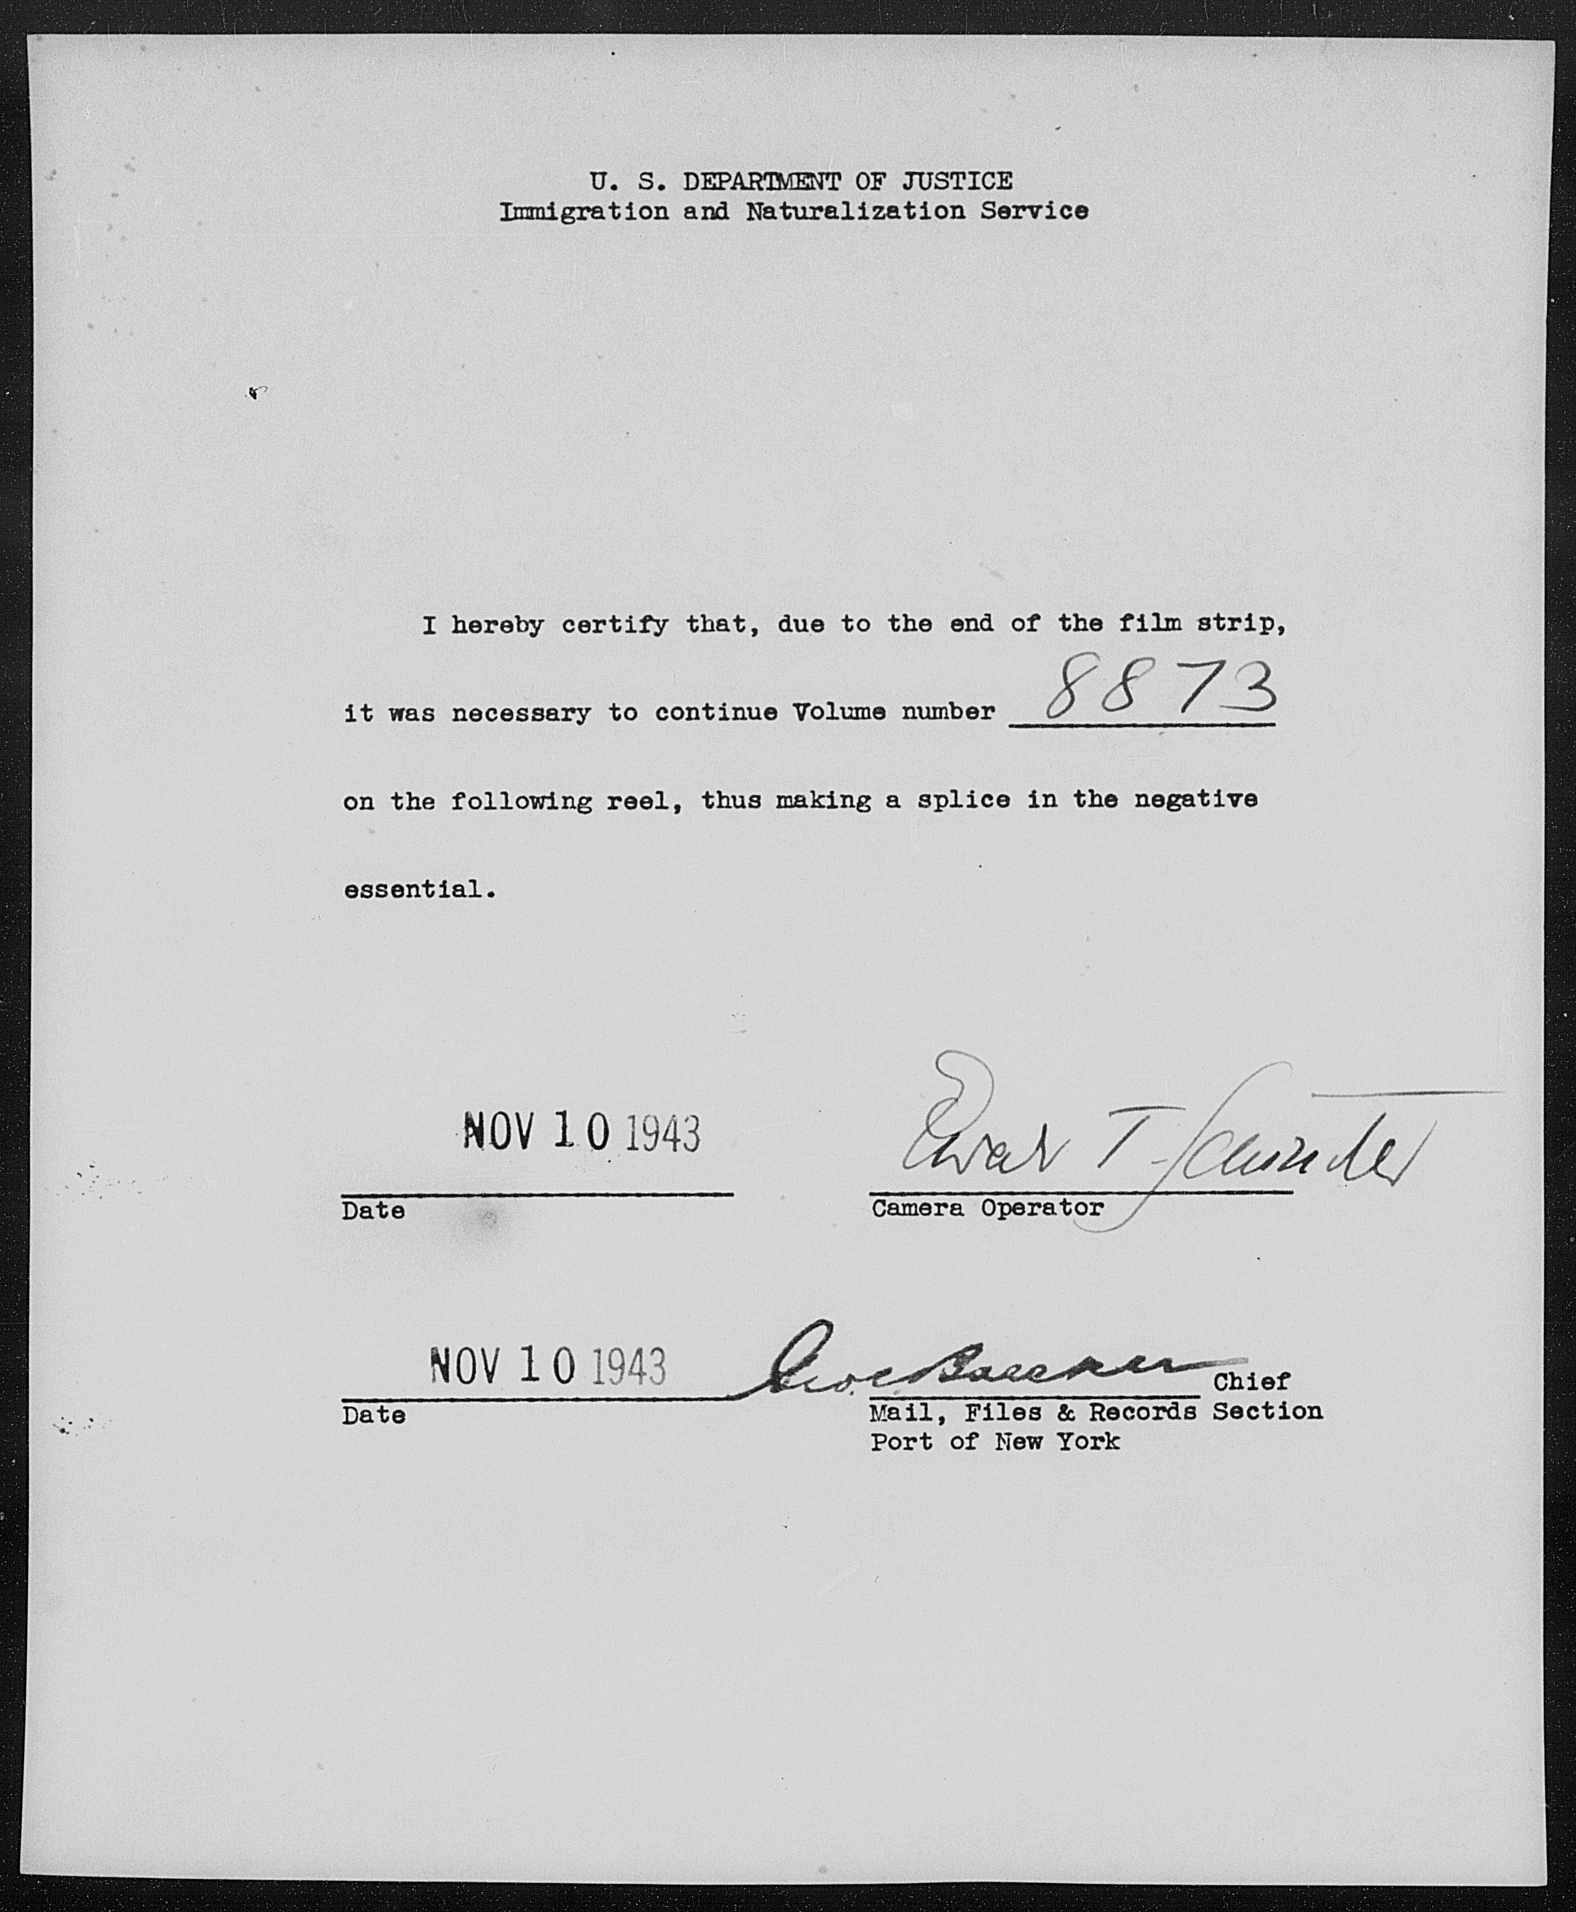 U. S. DEPARTMENT OF JUSTICE
Immigration and Naturalization Service
I hereby certify that, due to the end of the film strip,
it was necessary to continue Volume number 8873
on the following reel, thus making a splice in the negative
essential.
NOV 10 1943
Date
T.
Camera Operator
NOV 10 1943
Date
Chief
Mail, Files & Records Section
Port of New York